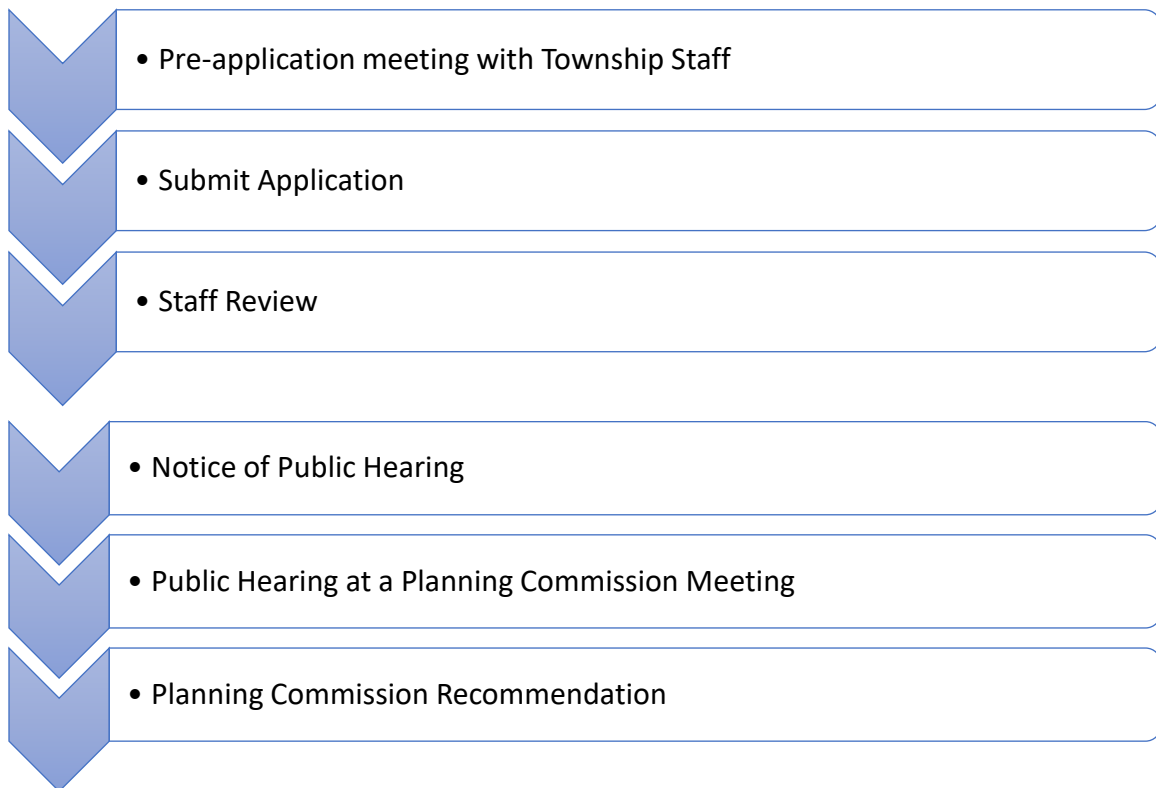 • Pre-application meeting with Township Staff
• Submit Application
• Staff Review
• Notice of Public Hearing
• Public Hearing at a Planning Commission Meeting
• Planning Commission Recommendation